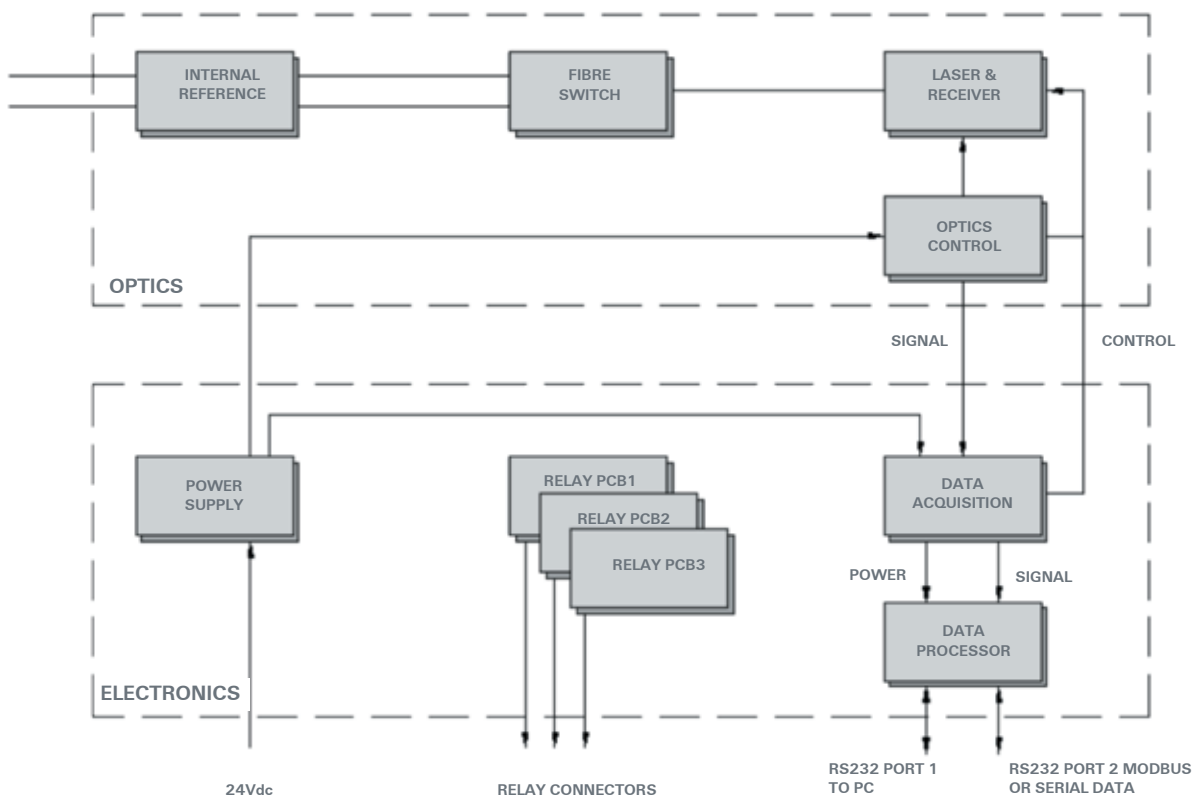 INTERNAL
REFERENCE
FIBRE
SWITCH
LASER &
RECEIVER
OPTICS
CONTROL
OPTICS
SIGNAL
CONTROL
POWER
SUPPLY
RELAY PCB1
RELAY PCB2
RELAY PCB3
DATA
ACQUISITION
POWER
SIGNAL
DATA
PROCESSOR
ELECTRONICS
24Vdc
RELAY CONNECTORS
RS232 PORT 1
TO PC
RS232 PORT 2 MODBUS
OR SERIAL DATA